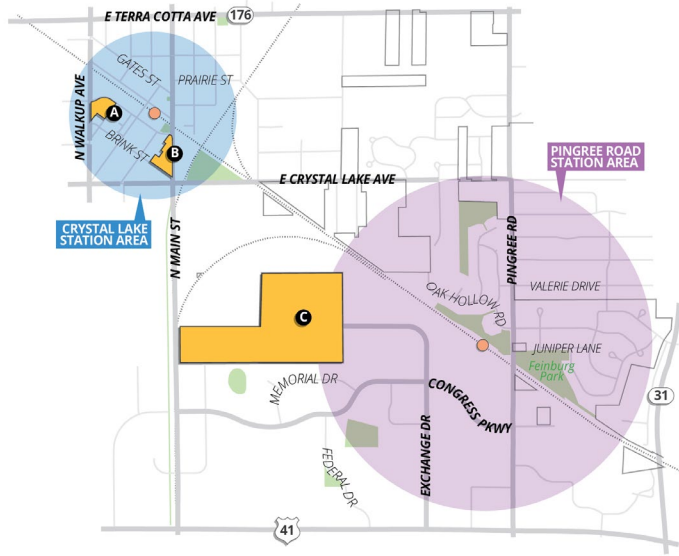 E TERRA COTTA AVE
176
GATES ST
PRAIRIE ST
N WALKUP AVE
A
BRINK ST
B
PINGREE ROAD
STATION AREA
E CRYSTAL LAKE AVE
CRYSTAL LAKE
STATION AREA
N MAIN ST
PINGREE RD
OAK HOLLOW RD
VALERIE DRIVE
C
JUNIPER LANE
Feinburg
Park
MEMORIAL DR
CONGRESS PKWY
31
EXCHANGE DR
FEDERAL DR
41